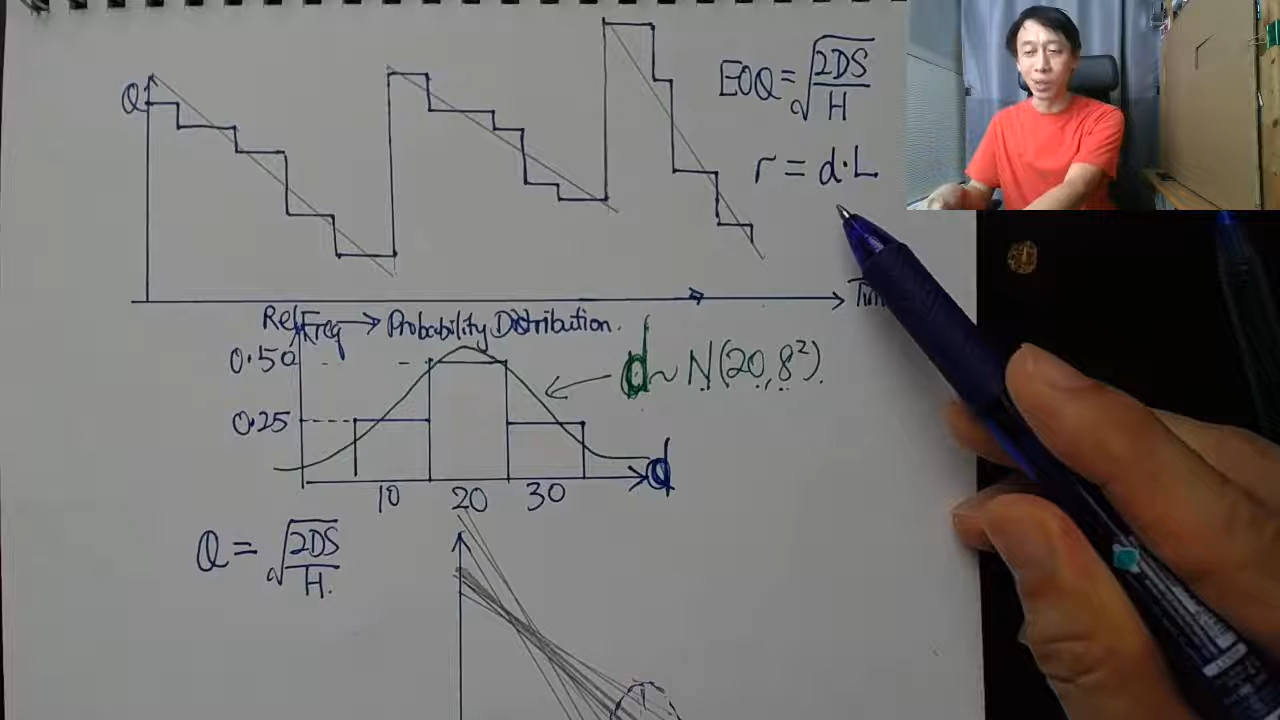 Q
EOQ = √(2DS/H)
r = d·L
Time
Rel Freq → Probability Distribution.
0.50
d ~ N(20, 8²).
0.25
d
10 20 30
Q = √(2DS/H).